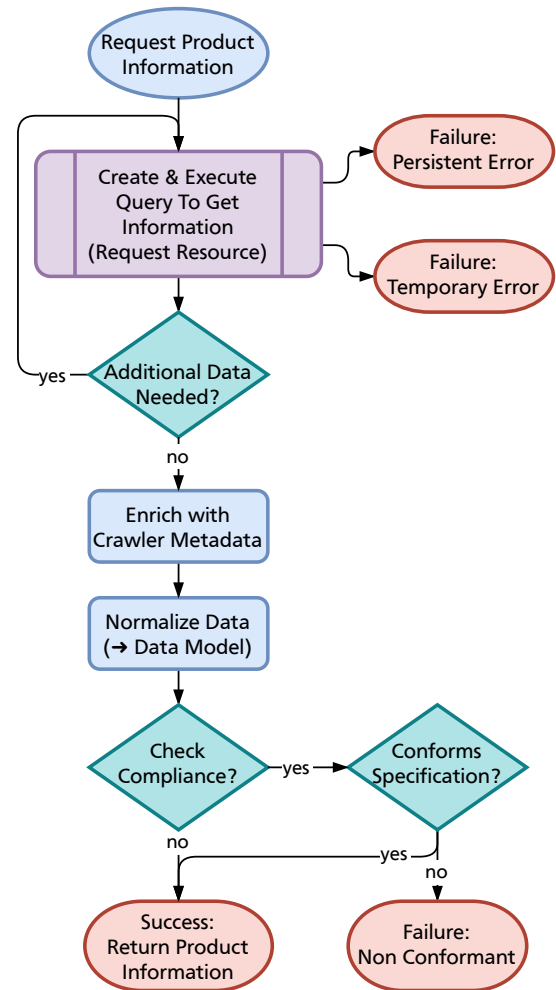 Request Product
Information
Create & Execute
Query To Get
Information
(Request Resource)
Failure:
Persistent Error
Failure:
Temporary Error
Additional Data
Needed?
yes
no
Enrich with
Crawler Metadata
Normalize Data
(➔ Data Model)
Check
Compliance?
yes
Conforms
Specification?
no
yes
no
Success:
Return Product
Information
Failure:
Non Conformant